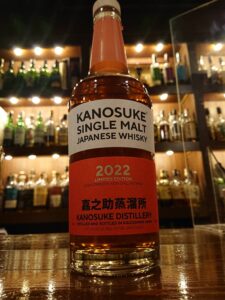 KANOSUKE
SINGLE MALT
JAPANESE WHISKY
2022
LIMITED EDITION
嘉之助蒸溜所
KANOSUKE DISTILLERY